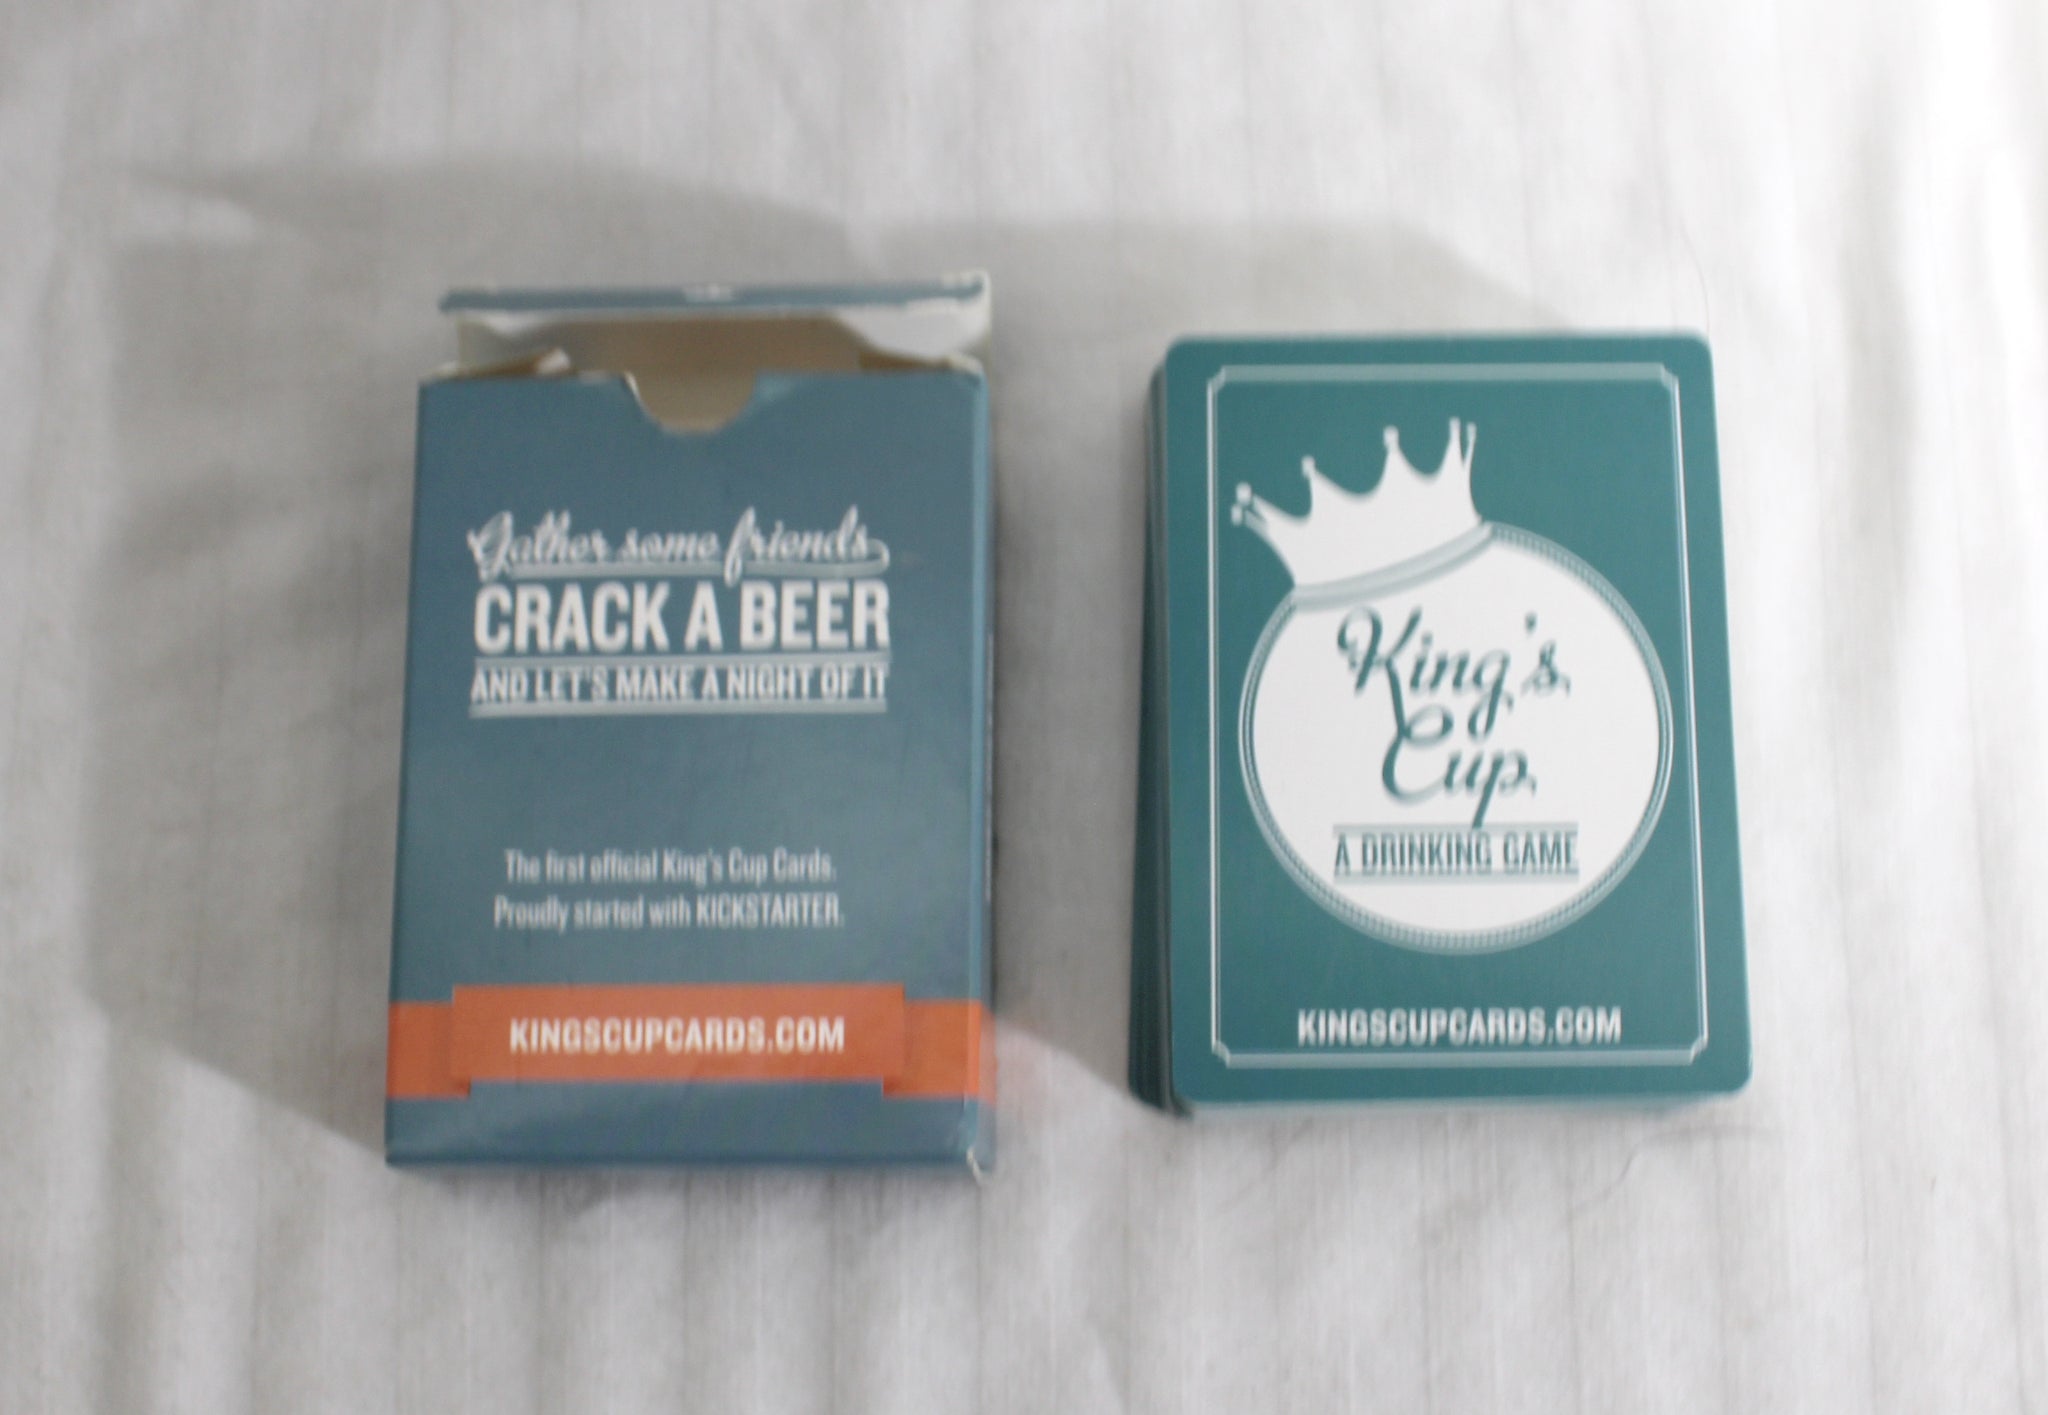 Gather some friends
CRACK A BEER
AND LET'S MAKE A NIGHT OF IT
The first official King's Cup Cards.
Proudly started with KICKSTARTER.
KINGSCUPCARDS.COM
King's
Cup
A DRINKING GAME
KINGSCUPCARDS.COM